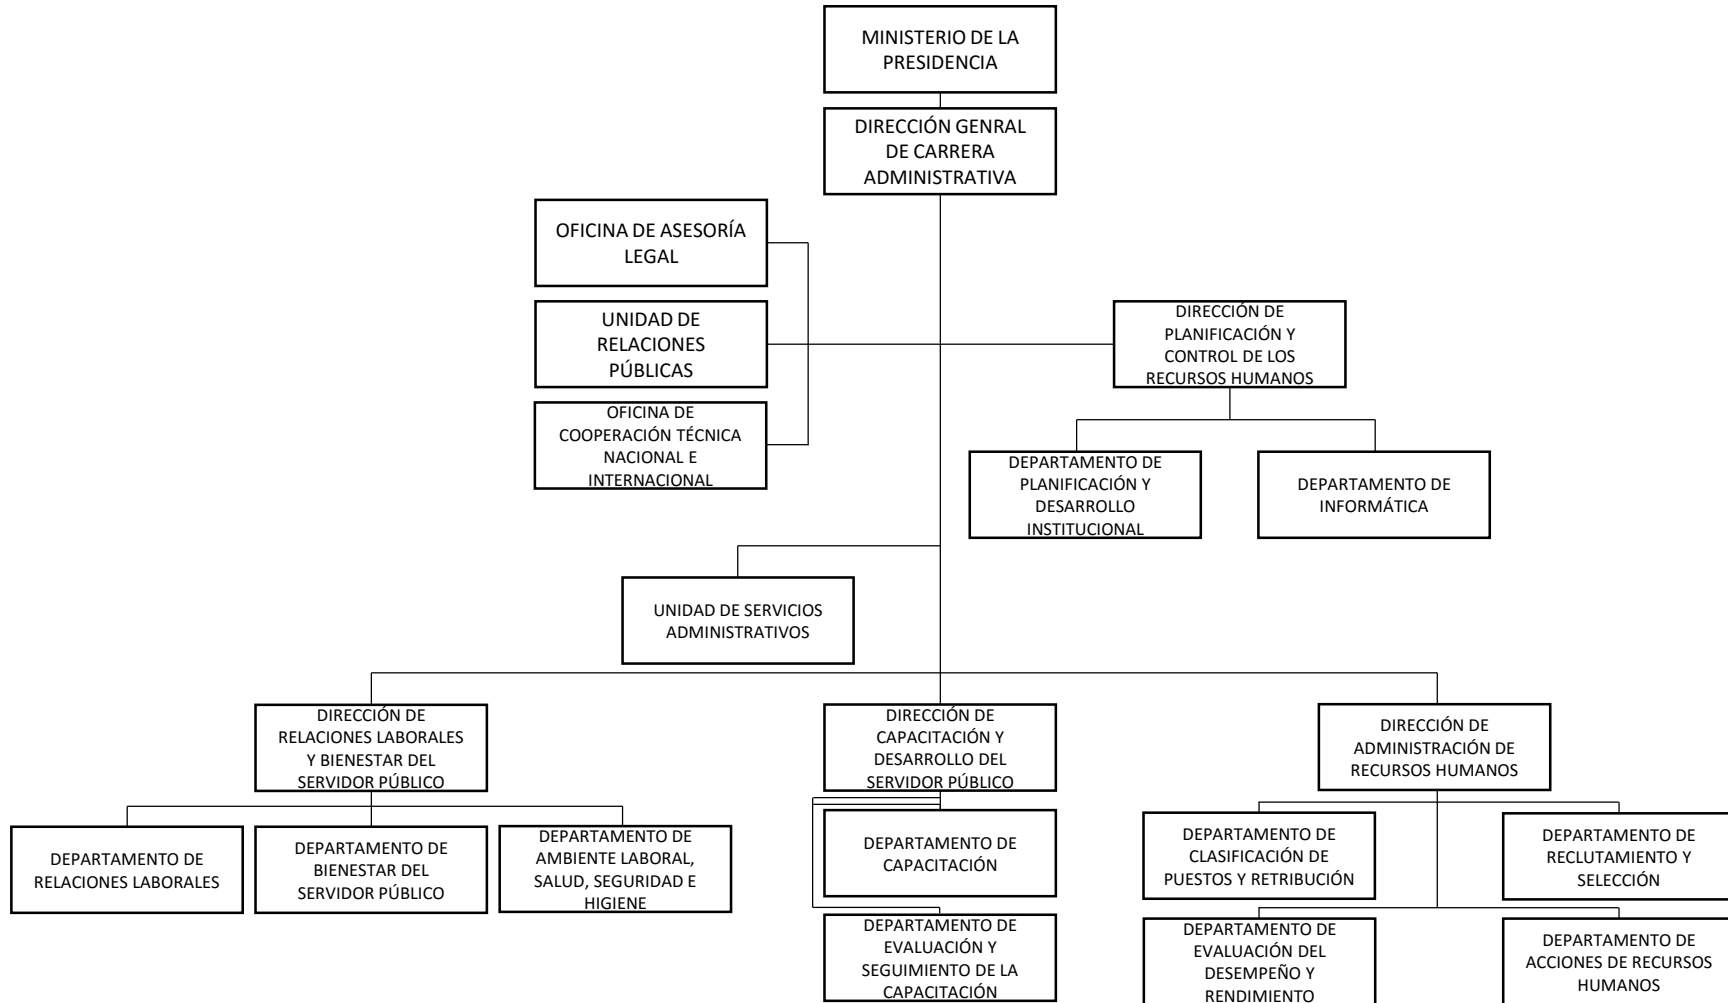 MINISTERIO DE LA
PRESIDENCIA
DIRECCIÓN GENRAL
DE CARRERA
ADMINISTRATIVA
OFICINA DE ASESORÍA
LEGAL
UNIDAD DE
RELACIONES
PÚBLICAS
OFICINA DE
COOPERACIÓN TÉCNICA
NACIONAL E
INTERNACIONAL
DIRECCIÓN DE
PLANIFICACIÓN Y
CONTROL DE LOS
RECURSOS HUMANOS
DEPARTAMENTO DE
PLANIFICACIÓN Y
DESARROLLO
INSTITUCIONAL
DEPARTAMENTO DE
INFORMÁTICA
UNIDAD DE SERVICIOS
ADMINISTRATIVOS
DIRECCIÓN DE
RELACIONES LABORALES
Y BIENESTAR DEL
SERVIDOR PÚBLICO
DIRECCIÓN DE
CAPACITACIÓN Y
DESARROLLO DEL
SERVIDOR PÚBLICO
DIRECCIÓN DE
ADMINISTRACIÓN DE
RECURSOS HUMANOS
DEPARTAMENTO DE
RELACIONES LABORALES
DEPARTAMENTO DE
BIENESTAR DEL
SERVIDOR PÚBLICO
DEPARTAMENTO DE
AMBIENTE LABORAL,
SALUD, SEGURIDAD E
HIGIENE
DEPARTAMENTO DE
CAPACITACIÓN
DEPARTAMENTO DE
CLASIFICACIÓN DE
PUESTOS Y RETRIBUCIÓN
DEPARTAMENTO DE
RECLUTAMIENTO Y
SELECCIÓN
DEPARTAMENTO DE
EVALUACIÓN Y
SEGUIMIENTO DE LA
CAPACITACIÓN
DEPARTAMENTO DE
EVALUACIÓN DEL
DESEMPEÑO Y
RENDIMIENTO
DEPARTAMENTO DE
ACCIONES DE RECURSOS
HUMANOS